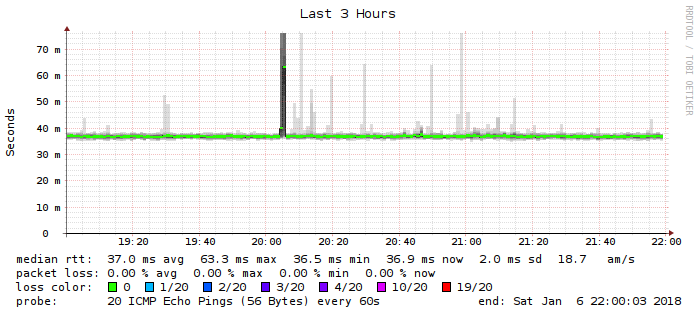 Last 3 Hours
RRDTOOL / TOBI OETIKER
Seconds
70 m
60 m
50 m
40 m
30 m
20 m
10 m
0
19:20 19:40 20:00 20:20 20:40 21:00 21:20 21:40 22:00
median rtt: 37.0 ms avg 63.3 ms max 36.5 ms min 36.9 ms now 2.0 ms sd 18.7 am/s
packet loss: 0.00 % avg 0.00 % max 0.00 % min 0.00 % now
loss color: 0 1/20 2/20 3/20 4/20 10/20 19/20
probe: 20 ICMP Echo Pings (56 Bytes) every 60s end: Sat Jan 6 22:00:03 2018